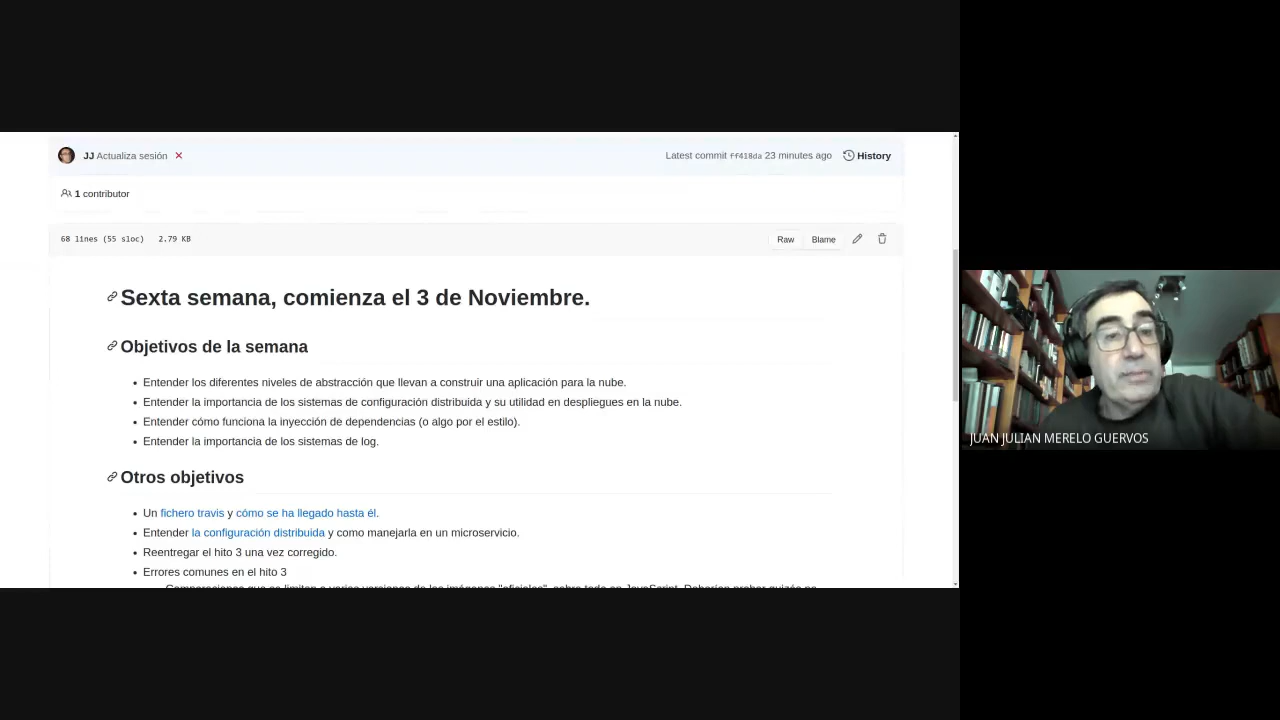 JJ Actualiza sesión
Latest commit ff418da 23 minutes ago
History
1 contributor
68 lines (55 sloc) 2.79 KB
Raw
Blame
Sexta semana, comienza el 3 de Noviembre.
Objetivos de la semana
Entender los diferentes niveles de abstracción que llevan a construir una aplicación para la nube.
Entender la importancia de los sistemas de configuración distribuida y su utilidad en despliegues en la nube.
Entender cómo funciona la inyección de dependencias (o algo por el estilo).
Entender la importancia de los sistemas de log.
Otros objetivos
Un fichero travis y cómo se ha llegado hasta él.
Entender la configuración distribuida y como manejarla en un microservicio.
Reentregar el hito 3 una vez corregido.
Errores comunes en el hito 3
JUAN JULIAN MERELO GUERVOS